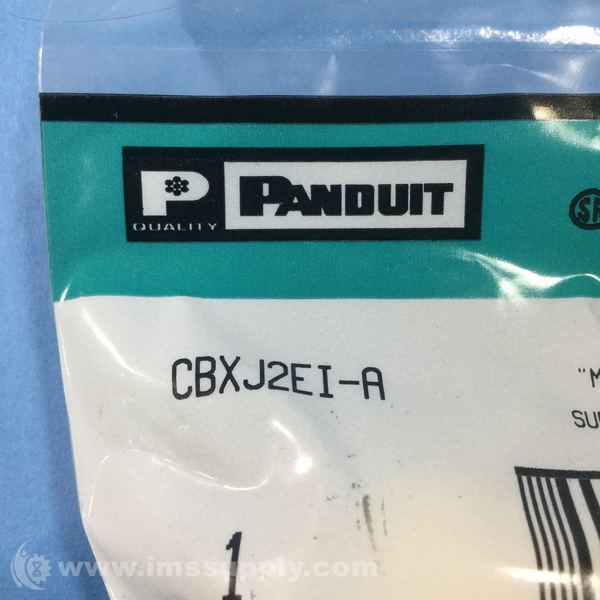 P
QUALITY
PANDUIT
CBXJ2EI-A
"M
SU
1
www.imssupply.com